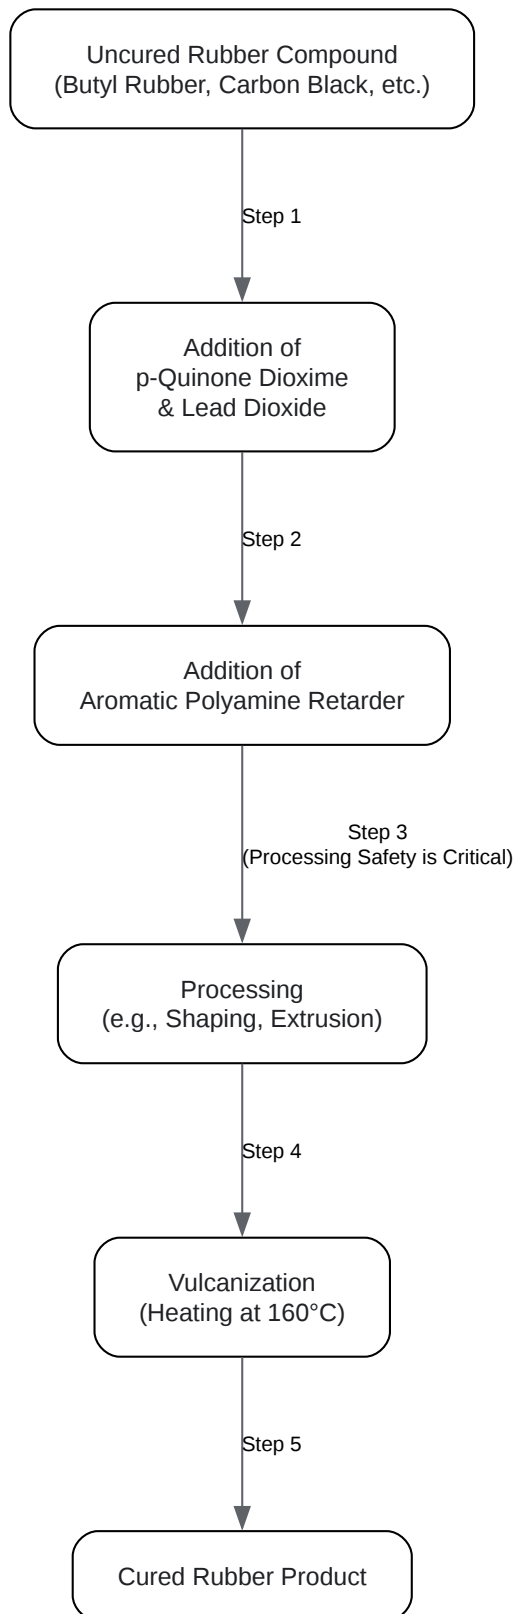 Uncured Rubber Compound
(Butyl Rubber, Carbon Black, etc.)
Step 1
Addition of
p-Quinone Dioxime
& Lead Dioxide
Step 2
Addition of
Aromatic Polyamine Retarder
Step 3
(Processing Safety is Critical)
Processing
(e.g., Shaping, Extrusion)
Step 4
Vulcanization
(Heating at 160°C)
Step 5
Cured Rubber Product